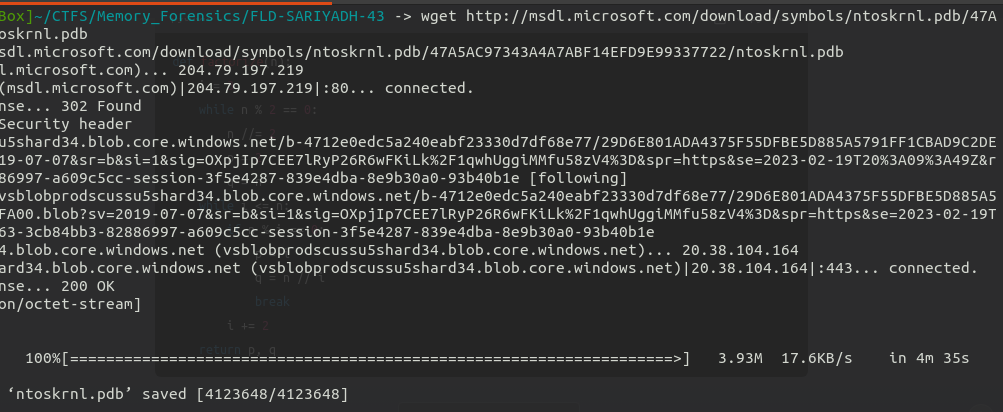 Box]~/CTFS/Memory_Forensics/FLD-SARIYADH-43 -> wget http://msdl.microsoft.com/download/symbols/ntoskrnl.pdb/47A
oskrnl.pdb
sdl.microsoft.com/download/symbols/ntoskrnl.pdb/47A5AC97343A4A7ABF14EFD9E99337722/ntoskrnl.pdb
l.microsoft.com)... 204.79.197.219
(msdl.microsoft.com)|204.79.197.219|:80... connected.
nse... 302 Found
while n % 2 == 0:
Security header
n //= 2
u5shard34.blob.core.windows.net/b-4712e0edc5a240eabf23330d7df68e77/29D6E801ADA4375F55DFBE5D885A5791FF1CBAD9C2DE
19-07-07&sr=b&si=1&sig=OXpjIp7CEE7lRyP26R6wFKiLk%2F1qwhUggiMMfu58zV4%3D&spr=https&se=2023-02-19T20%3A09%3A49Z&r
86997-a609c5cc-session-3f5e4287-839e4dba-8e9b30a0-93b40b1e [following]
vsblobprodscussu5shard34.blob.core.windows.net/b-4712e0edc5a240eabf23330d7df68e77/29D6E801ADA4375F55DFBE5D885A5
FA00.blob?sv=2019-07-07&sr=b&si=1&sig=OXpjIp7CEE7lRyP26R6wFKiLk%2F1qwhUggiMMfu58zV4%3D&spr=https&se=2023-02-19T
63-3cb84bb3-82886997-a609c5cc-session-3f5e4287-839e4dba-8e9b30a0-93b40b1e
4.blob.core.windows.net (vsblobprodscussu5shard34.blob.core.windows.net)... 20.38.104.164
ard34.blob.core.windows.net (vsblobprodscussu5shard34.blob.core.windows.net)|20.38.104.164|:443... connected.
q = n // i
nse... 200 OK
break
on/octet-stream]
i += 2
return p, q
100%[===================================================================>] 3.93M 17.6KB/s in 4m 35s
‘ntoskrnl.pdb’ saved [4123648/4123648]